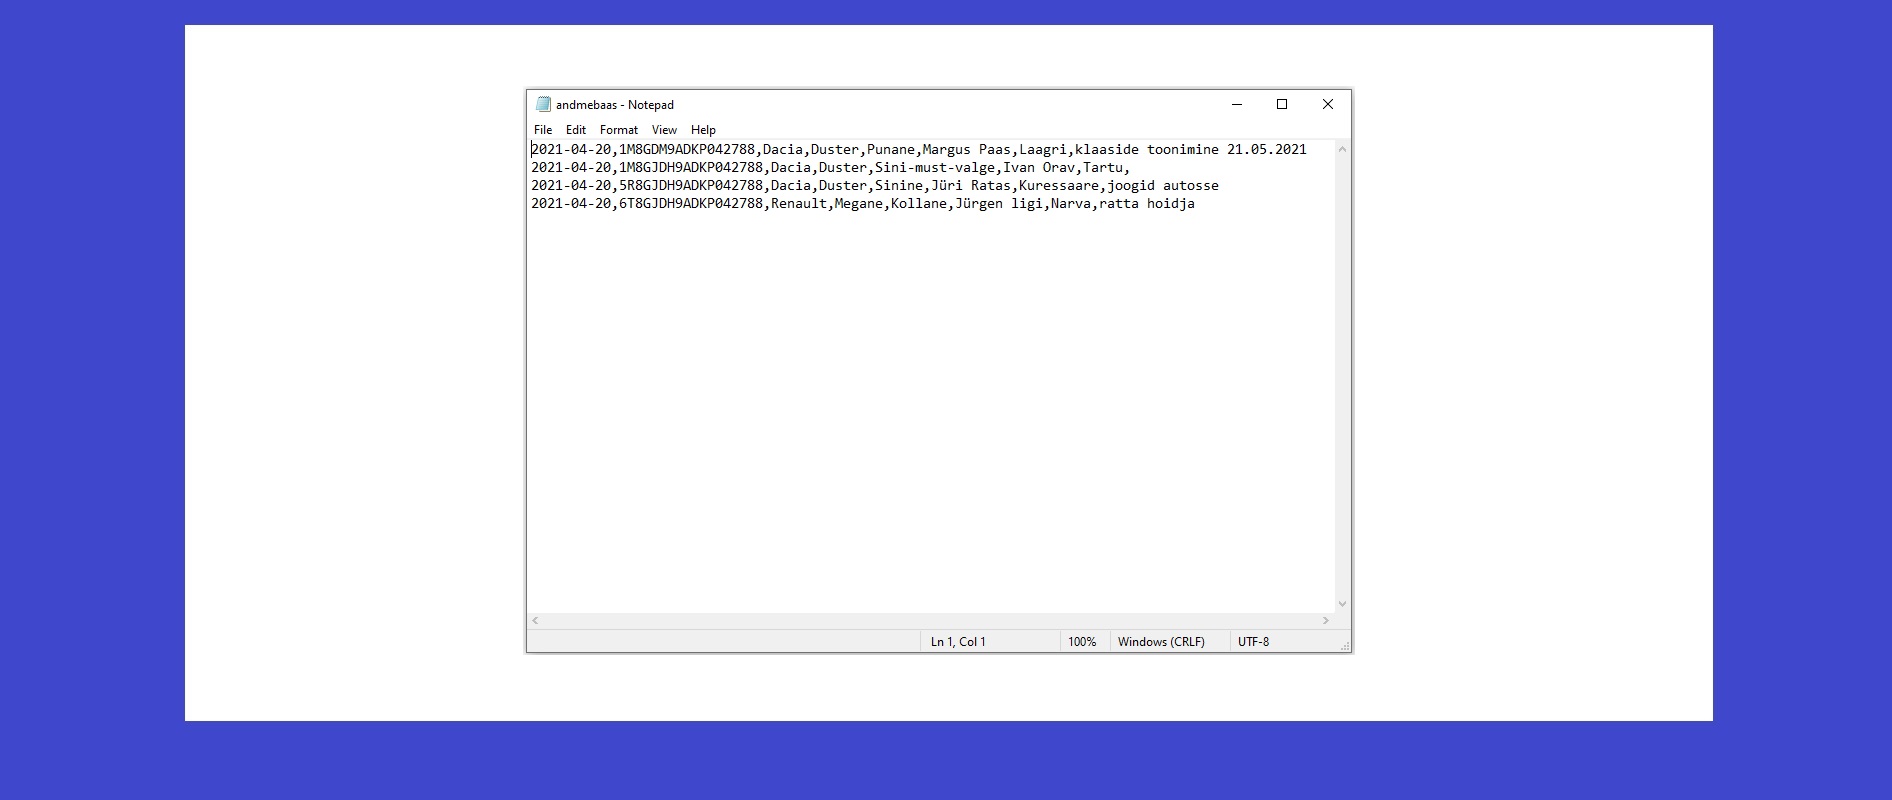 andmebaas - Notepad
File Edit Format View Help
2021-04-20,1M8GDM9ADKP042788,Dacia,Duster,Punane,Margus Paas,Laagri,klaaside toonimine 21.05.2021
2021-04-20,1M8GJDH9ADKP042788,Dacia,Duster,Sini-must-valge,Ivan Orav,Tartu,
2021-04-20,5R8GJDH9ADKP042788,Dacia,Duster,Sinine,Jüri Ratas,Kuressaare,joogid autosse
2021-04-20,6T8GJDH9ADKP042788,Renault,Megane,Kollane,Jürgen ligi,Narva,ratta hoidja
Ln 1, Col 1 100% Windows (CRLF) UTF-8